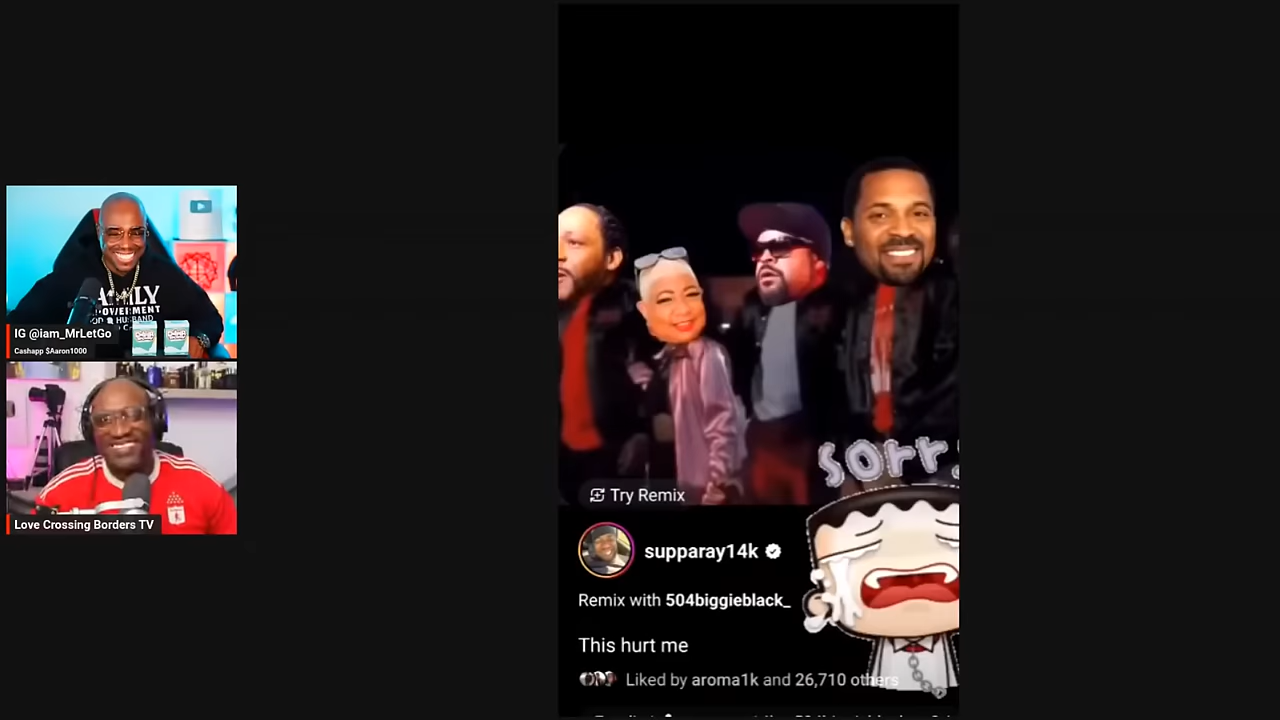 AMILY
IG @iam_MrLetGo
Cashapp $Aaron1000
Love Crossing Borders TV
Try Remix
supparay14k
Remix with 504biggieblack_
This hurt me
Liked by aroma1k and 26,710 others